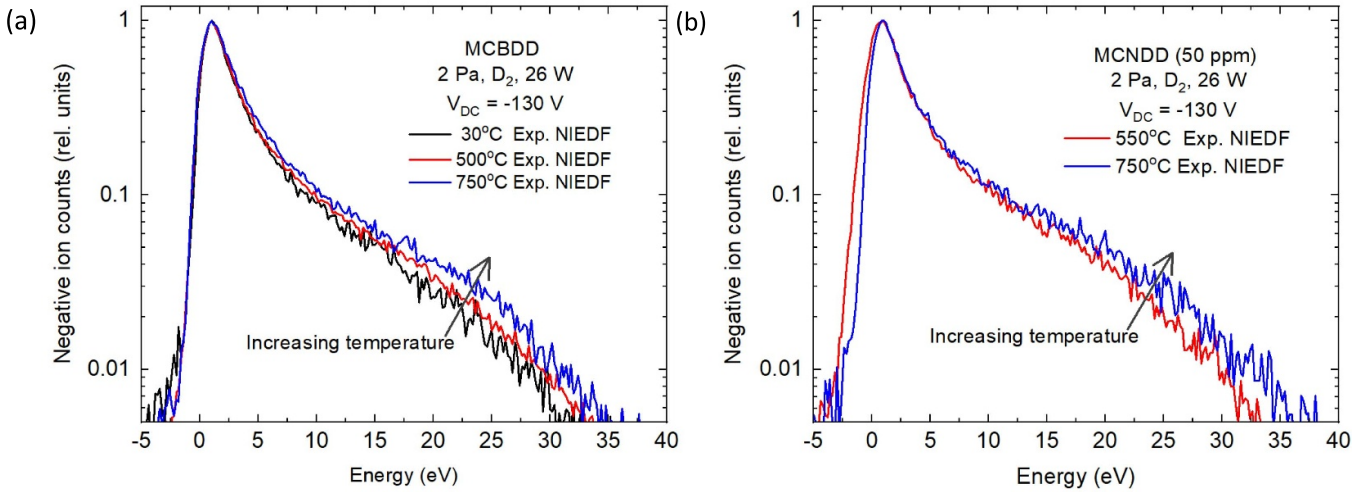 (a)
Negative ion counts (rel. units)
1
0.1
0.01
MCBDD
2 Pa, D2, 26 W
VDC = -130 V
30°C Exp. NIEDF
500°C Exp. NIEDF
750°C Exp. NIEDF
Increasing temperature
-5 0 5 10 15 20 25 30 35 40
Energy (eV)
(b)
Negative ion counts (rel. units)
1
0.1
0.01
MCNDD (50 ppm)
2 Pa, D2, 26 W
VDC = -130 V
550°C Exp. NIEDF
750°C Exp. NIEDF
Increasing temperature
-5 0 5 10 15 20 25 30 35 40
Energy (eV)